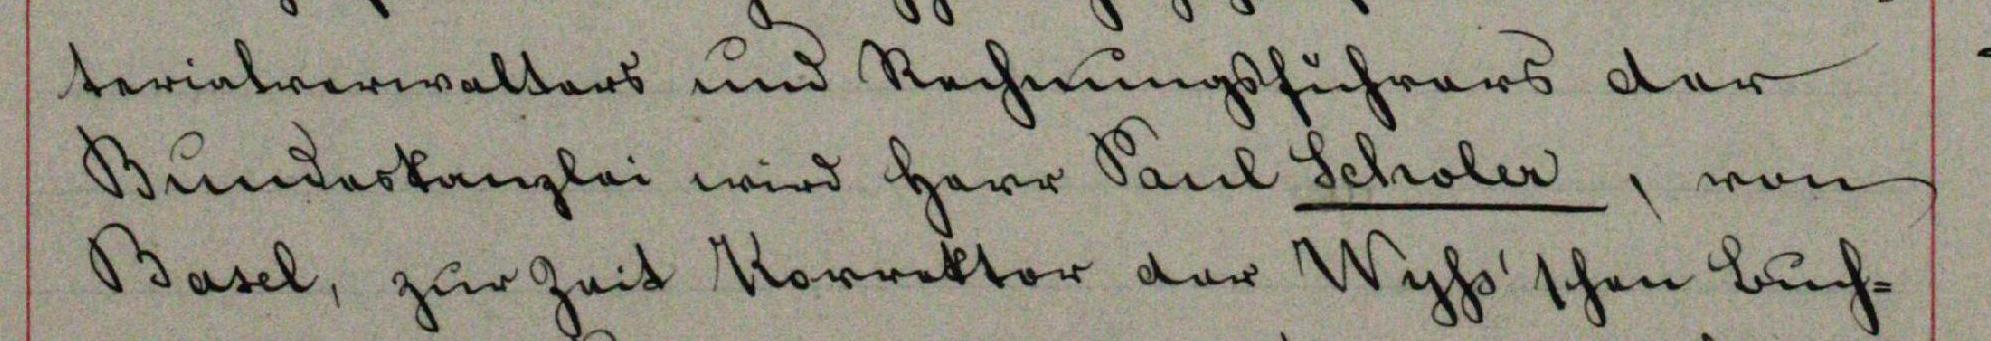 terialverwalters und Rechnungsführers der
Bundeskanzlei wird Herr Paul Scholer, von
Basel, zur Zeit Korrektor der Wyß'schen Buch=